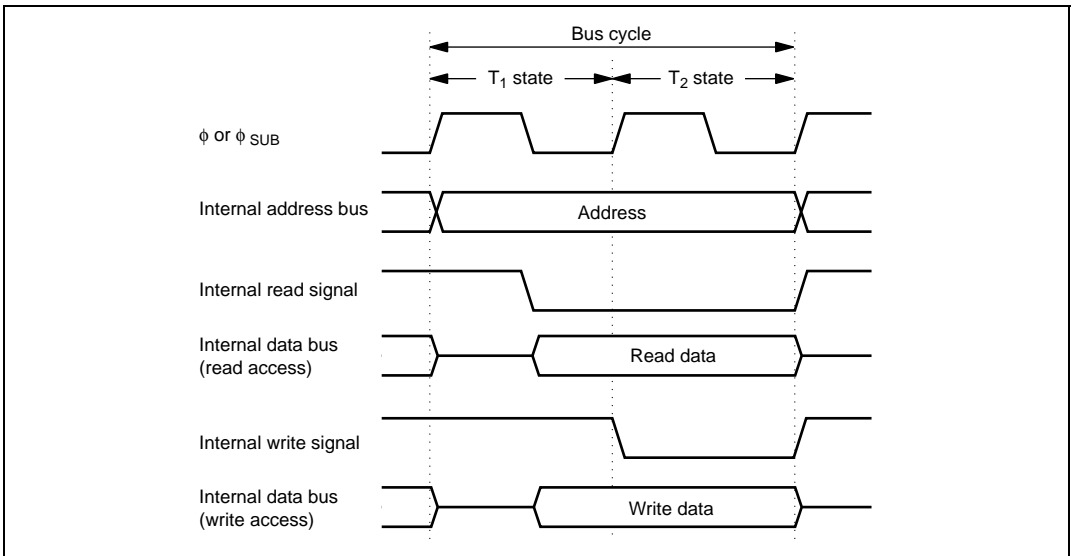 Bus cycle
T₁ state
T₂ state
ϕ or ϕ SUB
Internal address bus
Address
Internal read signal
Internal data bus
(read access)
Read data
Internal write signal
Internal data bus
(write access)
Write data